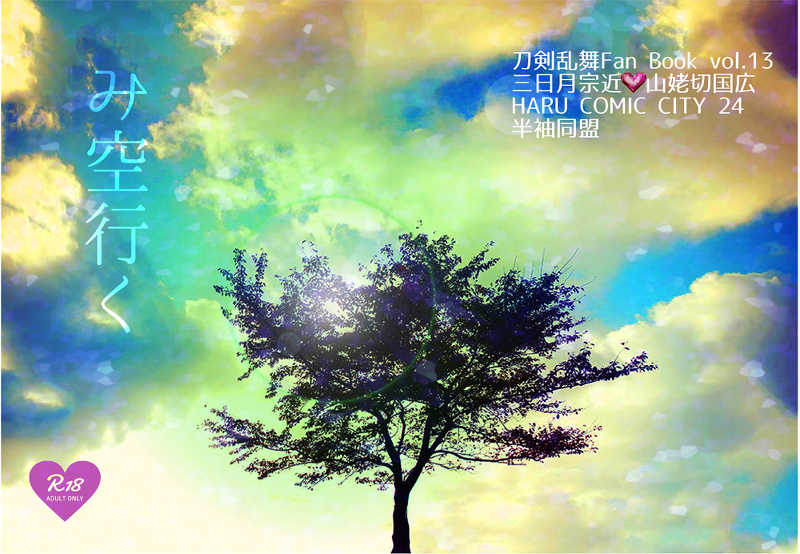 み空行く
刀剣乱舞Fan Book vol.13
三日月宗近♥山姥切国広
HARU COMIC CITY 24
半袖同盟
R.18
ADULT ONLY